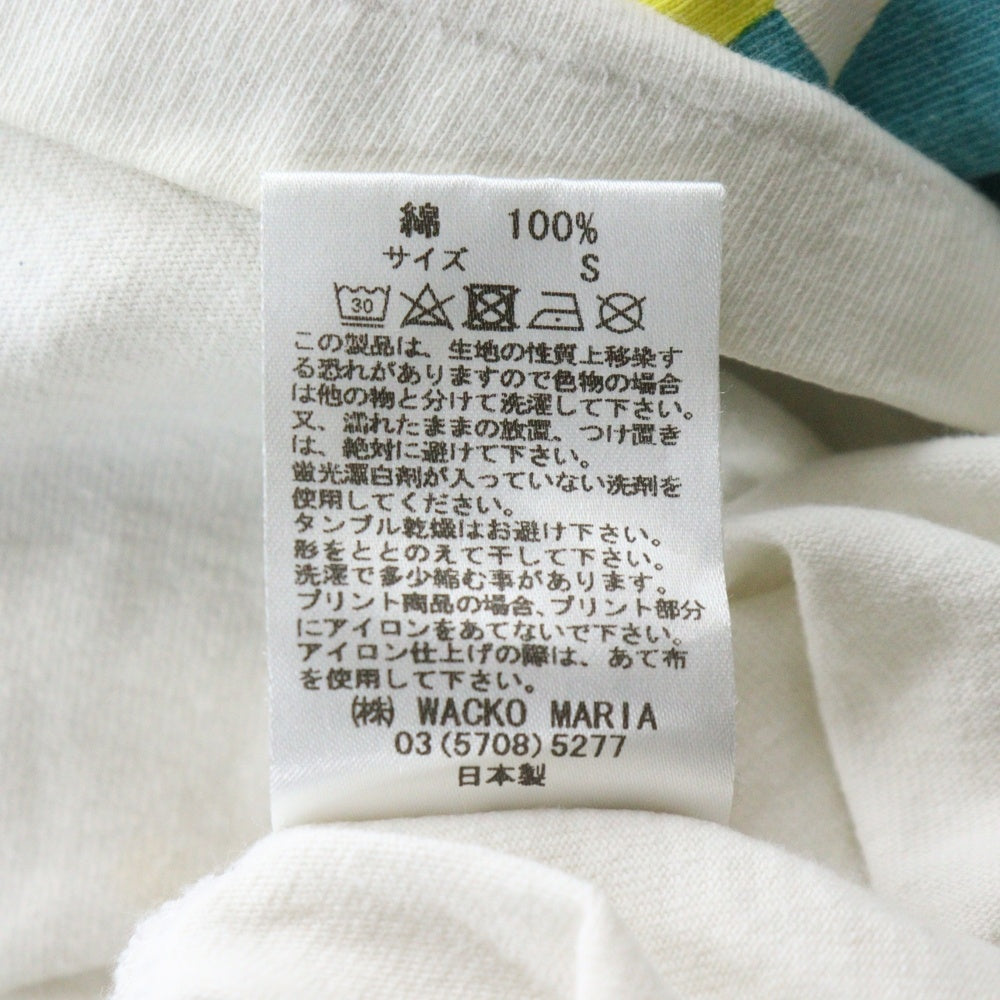 綿 100%
サイズ S
30
この製品は、生地の性質上移染す
る恐れがありますので色物の場合
は他の物と分けて洗濯して下さい。
又、濡れたままの放置、つけ置き
は、絶対に避けて下さい。
蛍光漂白剤が入っていない洗剤を
使用してください。
タンブル乾燥はお避け下さい。
形をととのえて干して下さい。
洗濯で多少縮む事があります。
プリント商品の場合、プリント部分
にアイロンをあてないで下さい。
アイロン仕上げの際は、あて布
を使用して下さい。
㈱ WACKO MARIA
03(5708)5277
日本製